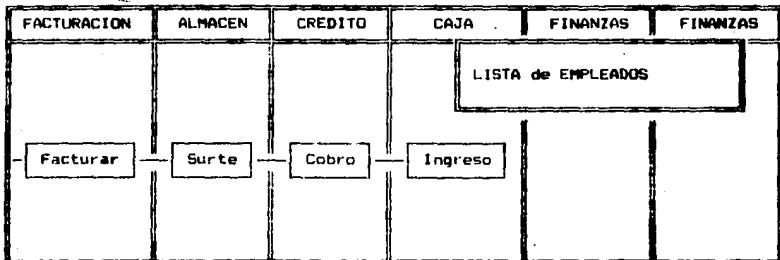 FACTURACION ALMACEN CREDITO CAJA FINANZAS FINANZAS
LISTA de EMPLEADOS
Facturar Surte Cobro Ingreso